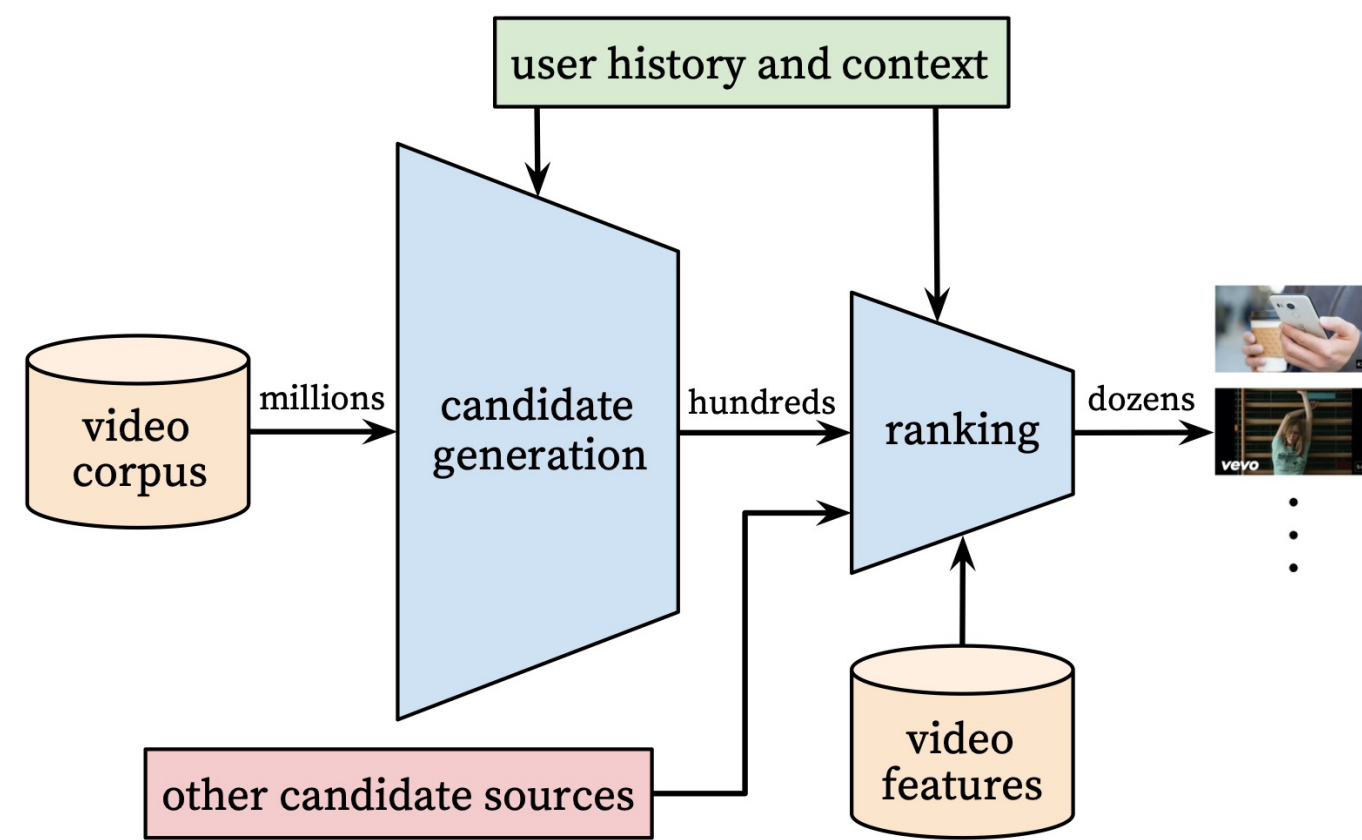 user history and context
video
corpus
millions
candidate
generation
hundreds
ranking
dozens
vevo
other candidate sources
video
features